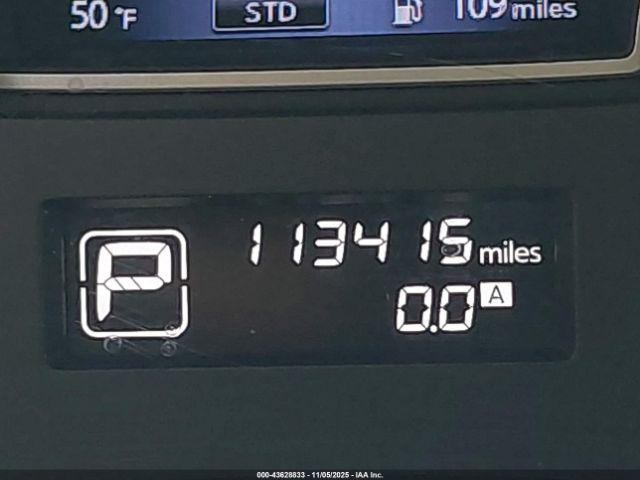 50 °F STD 109 miles
113415 miles
P
0.0 A
000-43628833 - 11/05/2025 - IAA Inc.